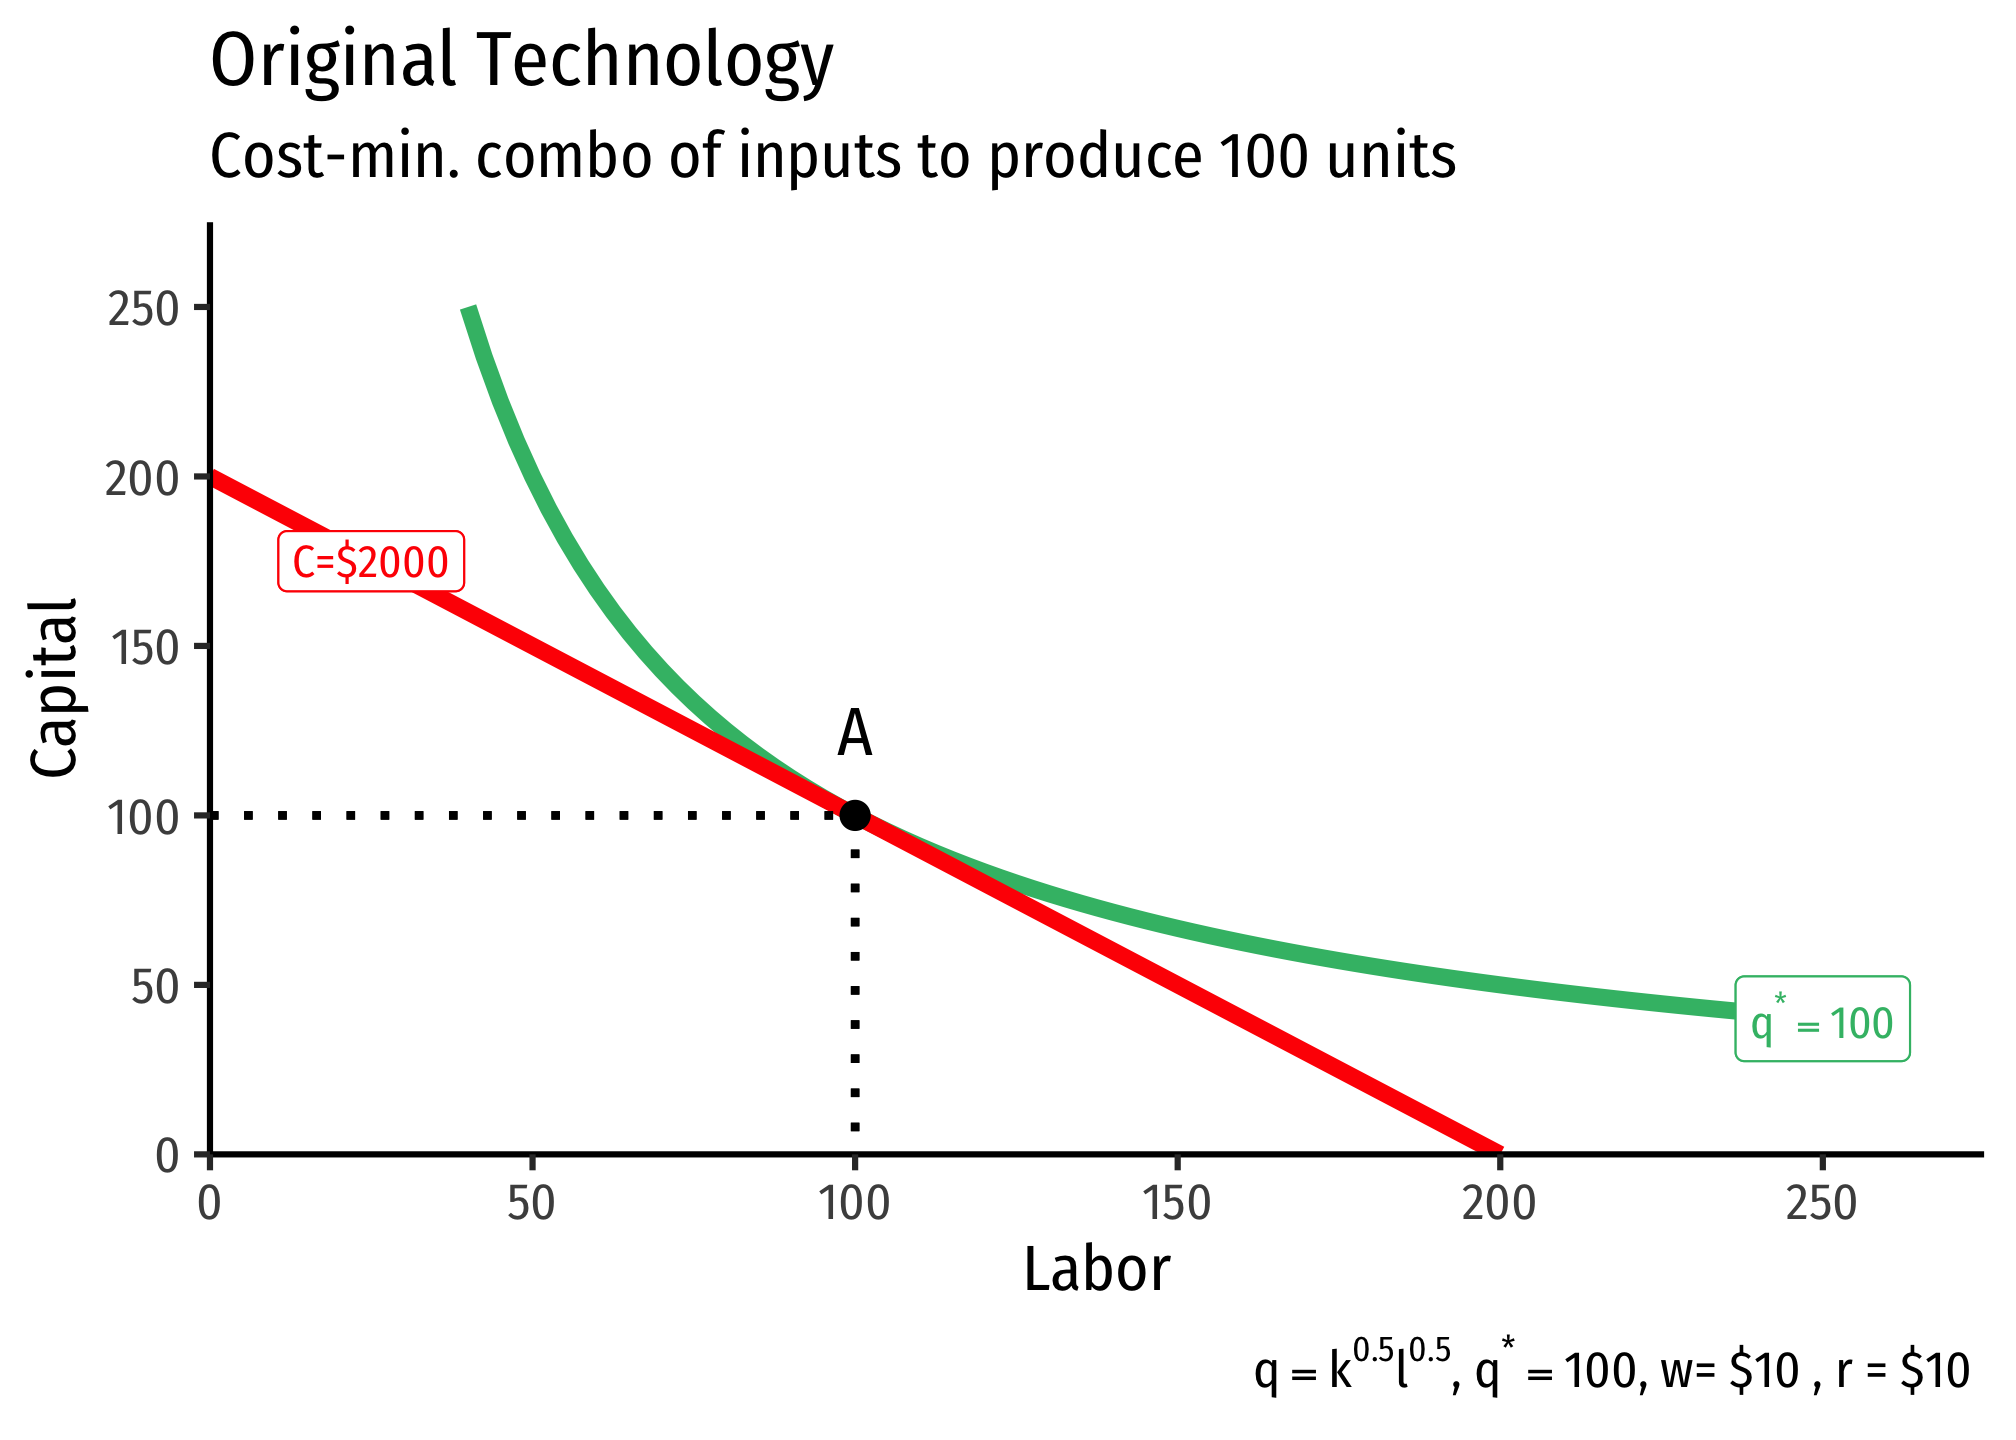 Original Technology
Cost-min. combo of inputs to produce 100 units
250
200
C=$2000
150
Capital
A
100
50
q* = 100
0
0 50 100 150 200 250
Labor
q = k^0.5 l^0.5, q* = 100, w= $10 , r = $10